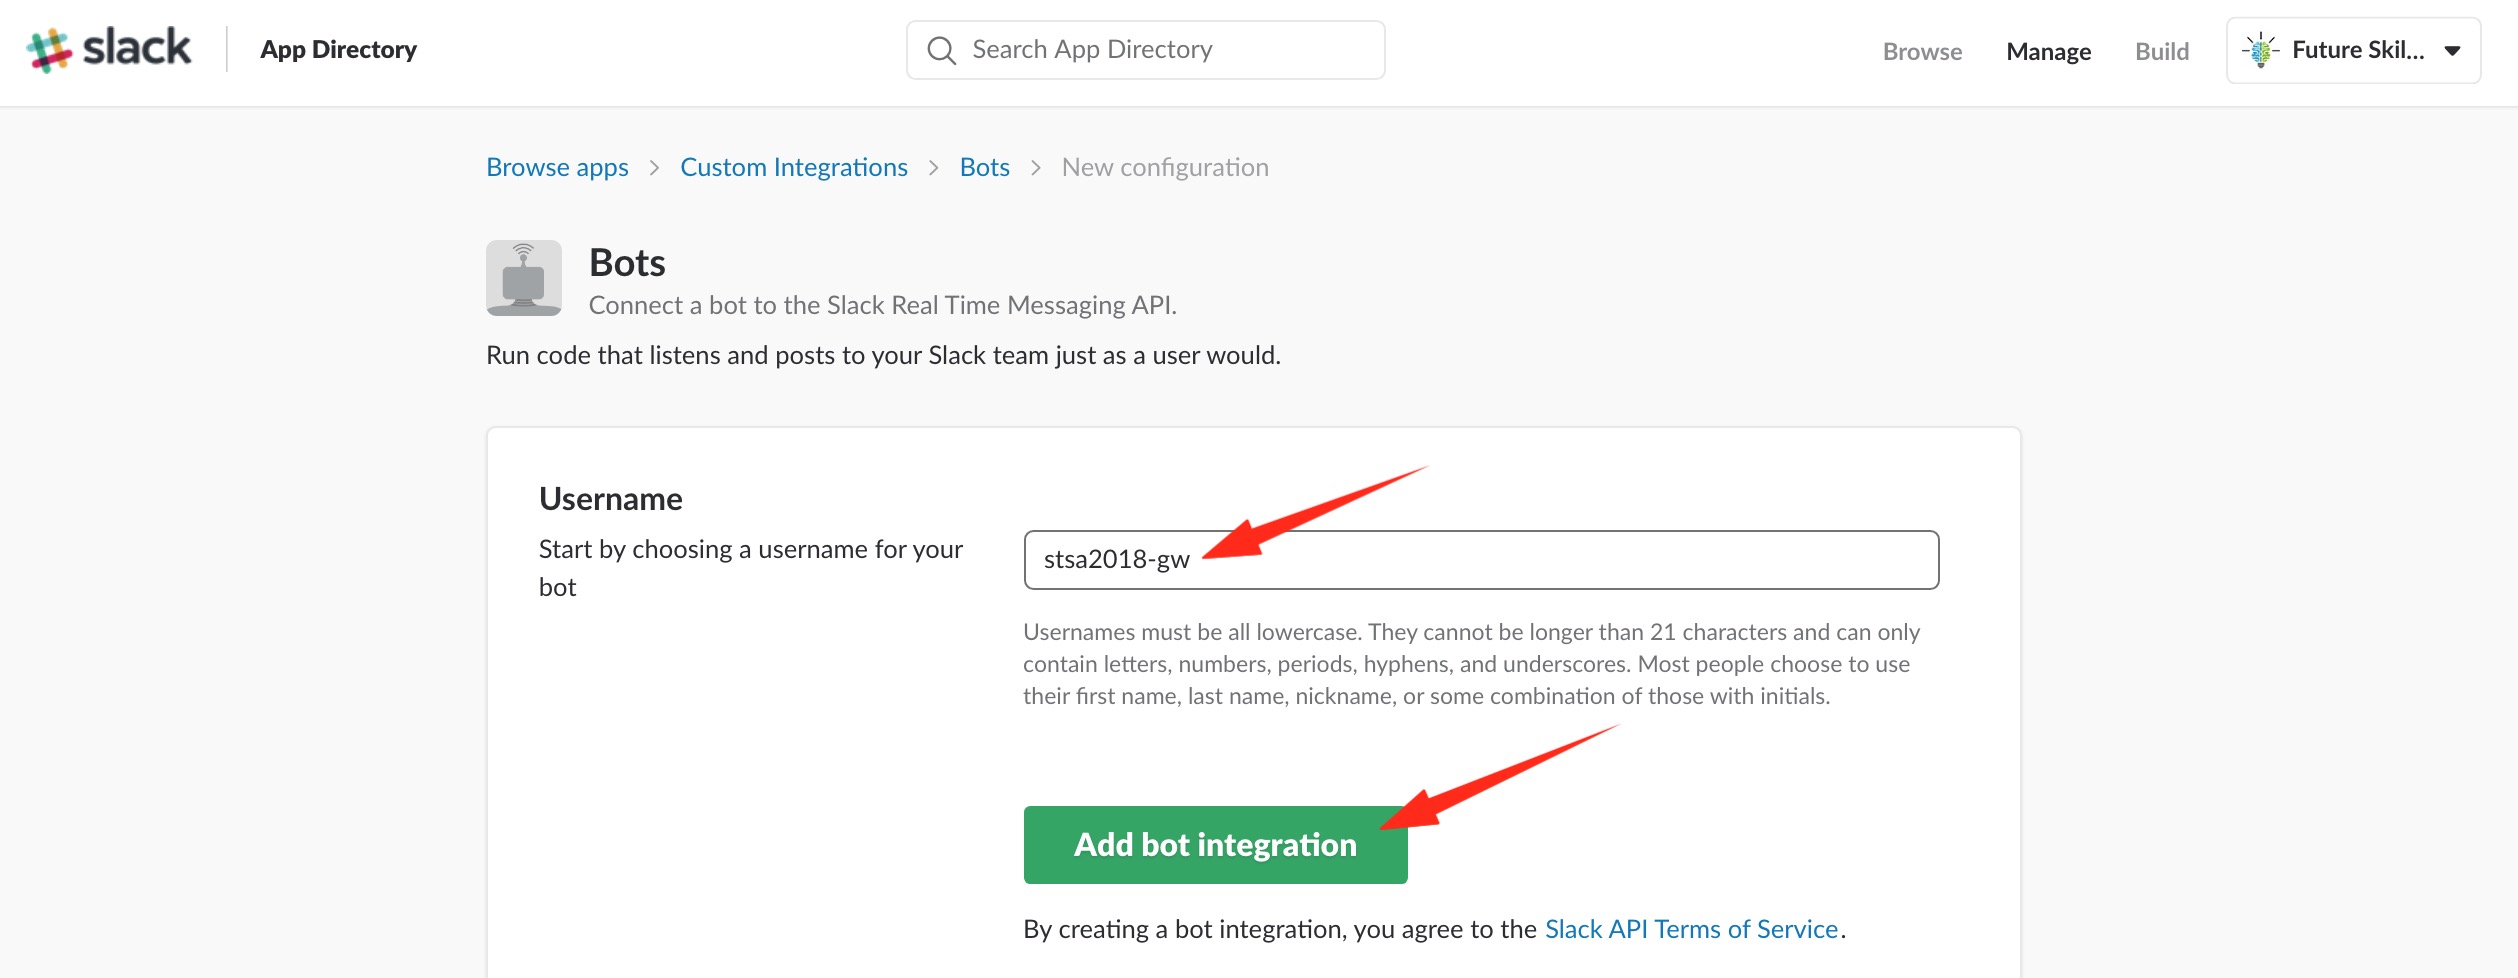 slack
App Directory
Search App Directory
Browse
Manage
Build
Future Skil...
Browse apps > Custom Integrations > Bots > New configuration
Bots
Connect a bot to the Slack Real Time Messaging API.
Run code that listens and posts to your Slack team just as a user would.
Username
Start by choosing a username for your
bot
stsa2018-gw
Usernames must be all lowercase. They cannot be longer than 21 characters and can only
contain letters, numbers, periods, hyphens, and underscores. Most people choose to use
their first name, last name, nickname, or some combination of those with initials.
Add bot integration
By creating a bot integration, you agree to the Slack API Terms of Service.